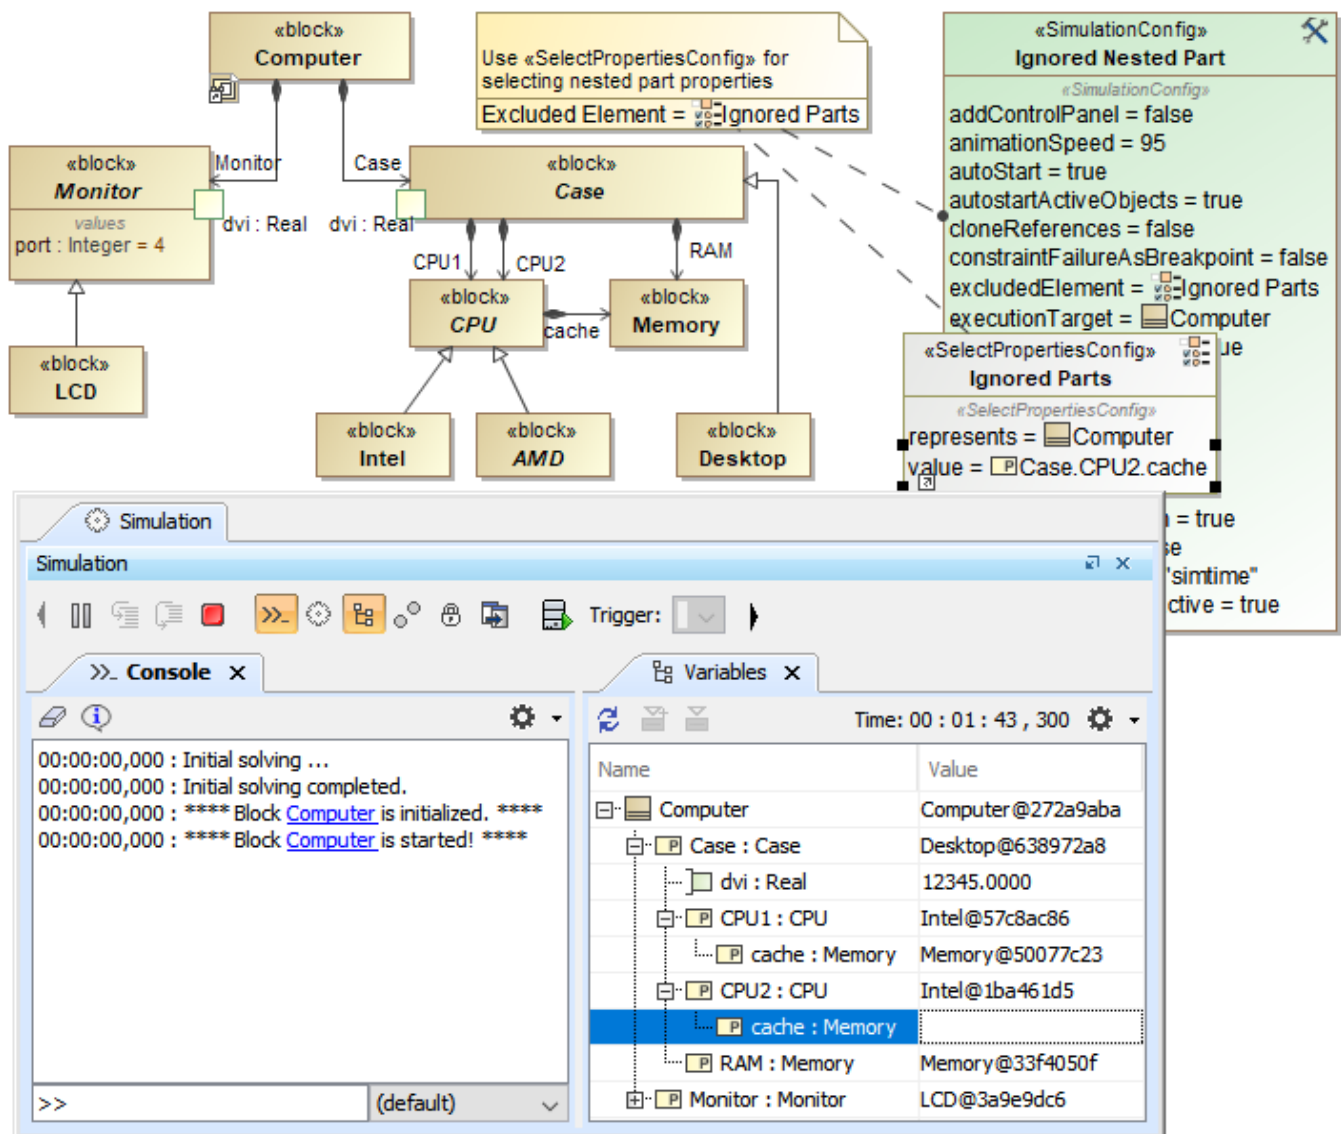 «block»
Computer
Use «SelectPropertiesConfig» for
selecting nested part properties
Excluded Element = Ignored Parts
«SimulationConfig»
Ignored Nested Part
«SimulationConfig»
addControlPanel = false
animationSpeed = 95
autoStart = true
autostartActiveObjects = true
cloneReferences = false
constraintFailureAsBreakpoint = false
excludedElement = Ignored Parts
executionTarget = Computer
ue
= true
se
"simtime"
ctive = true
«SelectPropertiesConfig»
Ignored Parts
«SelectPropertiesConfig»
represents = Computer
value = Case.CPU2.cache
«block»
Monitor
values
port : Integer = 4
Monitor
dvi : Real
Case
dvi : Real
«block»
Case
CPU1
CPU2
RAM
«block»
CPU
cache
«block»
Memory
«block»
LCD
«block»
Intel
«block»
AMD
«block»
Desktop
Simulation
Simulation
Trigger:
Console
00:00:00,000 : Initial solving ...
00:00:00,000 : Initial solving completed.
00:00:00,000 : **** Block Computer is initialized. ****
00:00:00,000 : **** Block Computer is started! ****
>>
(default)
Variables
Time: 00 : 01 : 43 , 300
Name Value
Computer Computer@272a9aba
Case : Case Desktop@638972a8
dvi : Real 12345.0000
CPU1 : CPU Intel@57c8ac86
cache : Memory Memory@50077c23
CPU2 : CPU Intel@1ba461d5
cache : Memory
RAM : Memory Memory@33f4050f
Monitor : Monitor LCD@3a9e9dc6